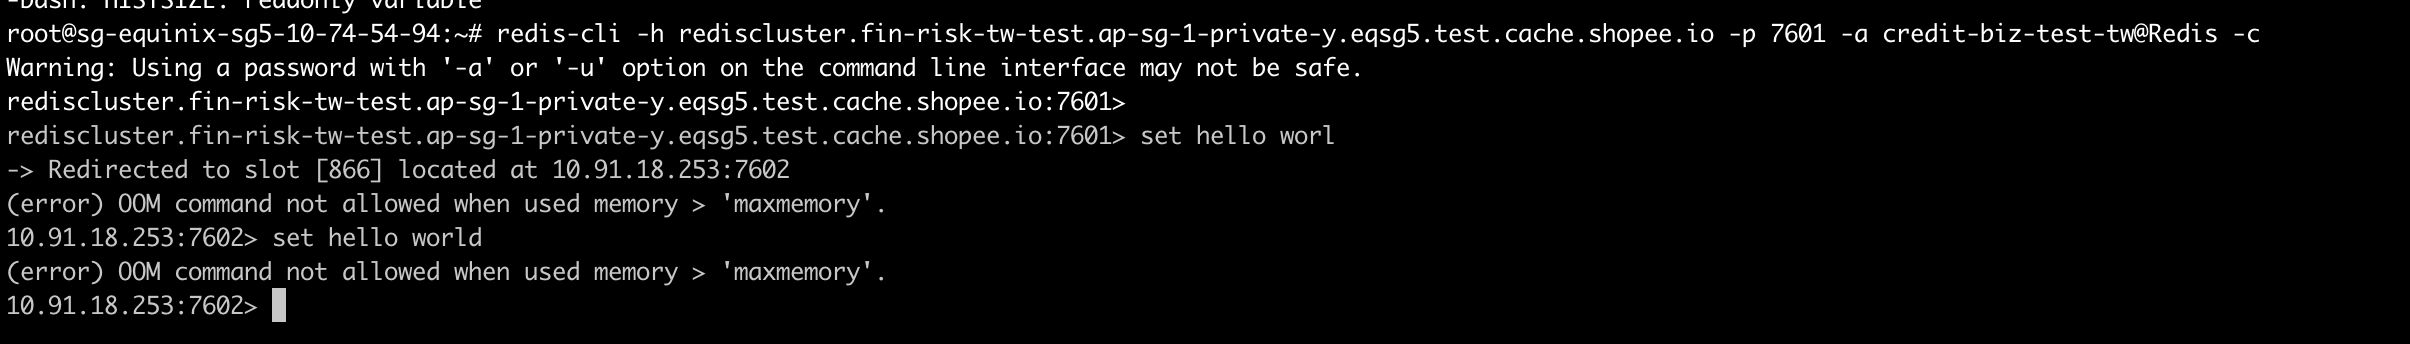 -bash: HISTSIZE: readonly variable
root@sg-equinix-sg5-10-74-54-94:~# redis-cli -h rediscluster.fin-risk-tw-test.ap-sg-1-private-y.eqsg5.test.cache.shopee.io -p 7601 -a credit-biz-test-tw@Redis -c
Warning: Using a password with '-a' or '-u' option on the command line interface may not be safe.
rediscluster.fin-risk-tw-test.ap-sg-1-private-y.eqsg5.test.cache.shopee.io:7601>
rediscluster.fin-risk-tw-test.ap-sg-1-private-y.eqsg5.test.cache.shopee.io:7601> set hello worl
-> Redirected to slot [866] located at 10.91.18.253:7602
(error) OOM command not allowed when used memory > 'maxmemory'.
10.91.18.253:7602> set hello world
(error) OOM command not allowed when used memory > 'maxmemory'.
10.91.18.253:7602>